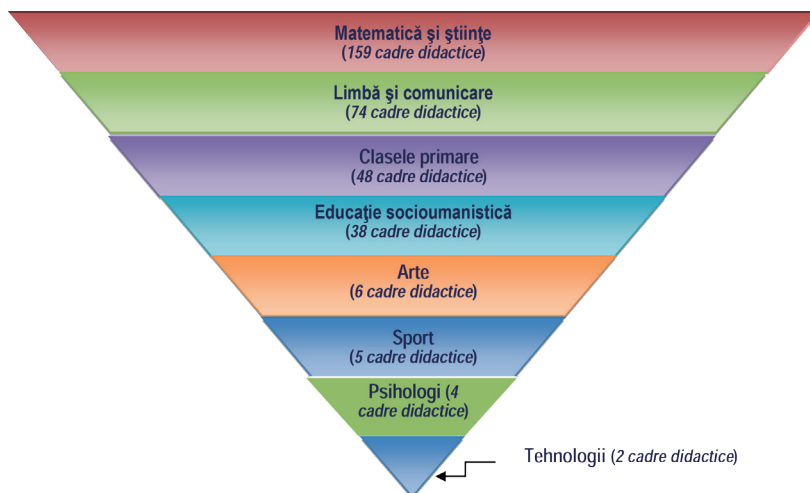 Matematică şi ştiinţe
(159 cadre didactice)
Limbă şi comunicare
(74 cadre didactice)
Clasele primare
(48 cadre didactice)
Educaţie socioumanistică
(38 cadre didactice)
Arte
(6 cadre didactice)
Sport
(5 cadre didactice)
Psihologi (4
cadre didactice)
Tehnologii (2 cadre didactice)